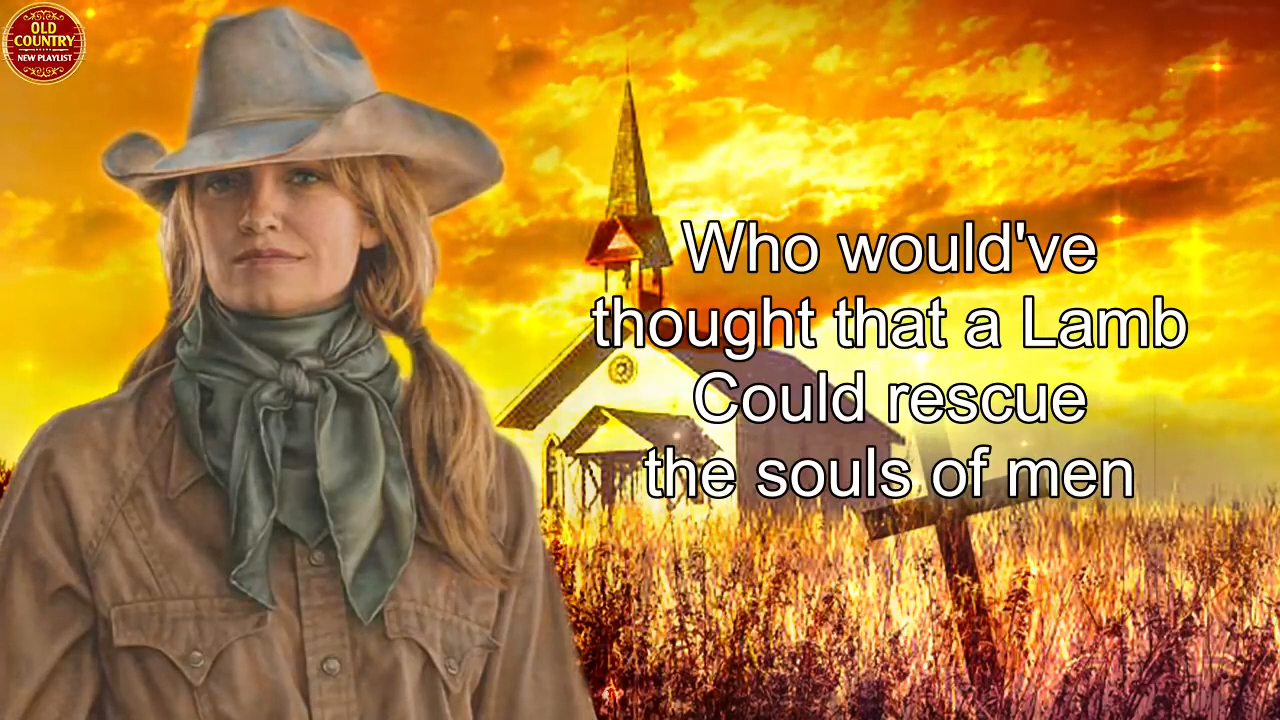 OLD
COUNTRY
NEW PLAYLIST
Who would've
thought that a Lamb
Could rescue
the souls of men